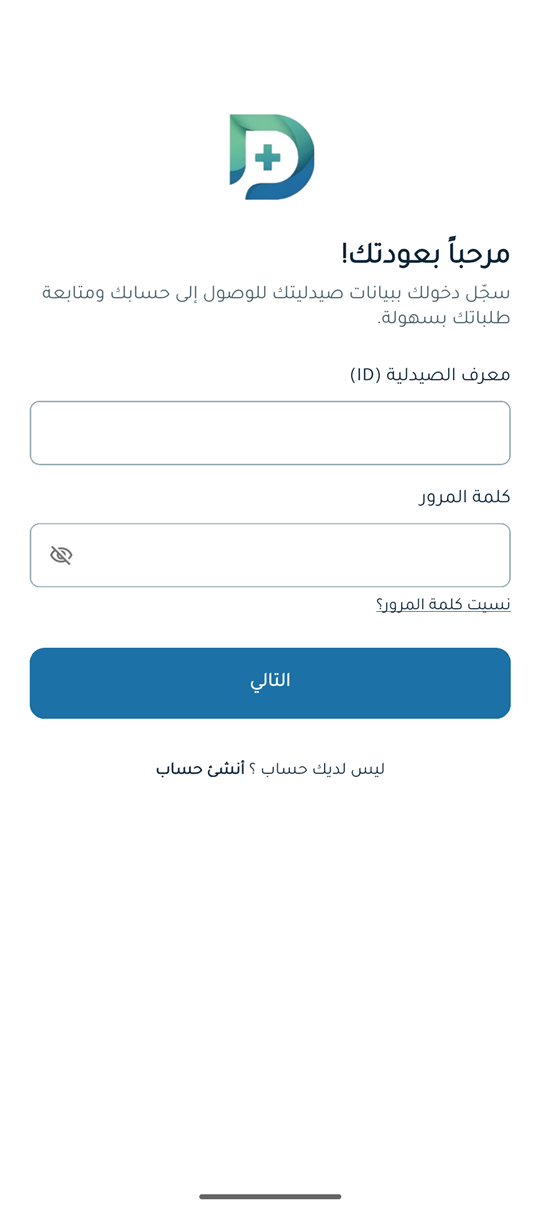 مرحباً بعودتك!
سجّل دخولك ببيانات صيدليتك للوصول إلى حسابك ومتابعة
طلباتك بسهولة.
معرف الصيدلية (ID)
كلمة المرور
نسيت كلمة المرور؟
التالي
ليس لديك حساب ؟ أنشئ حساب